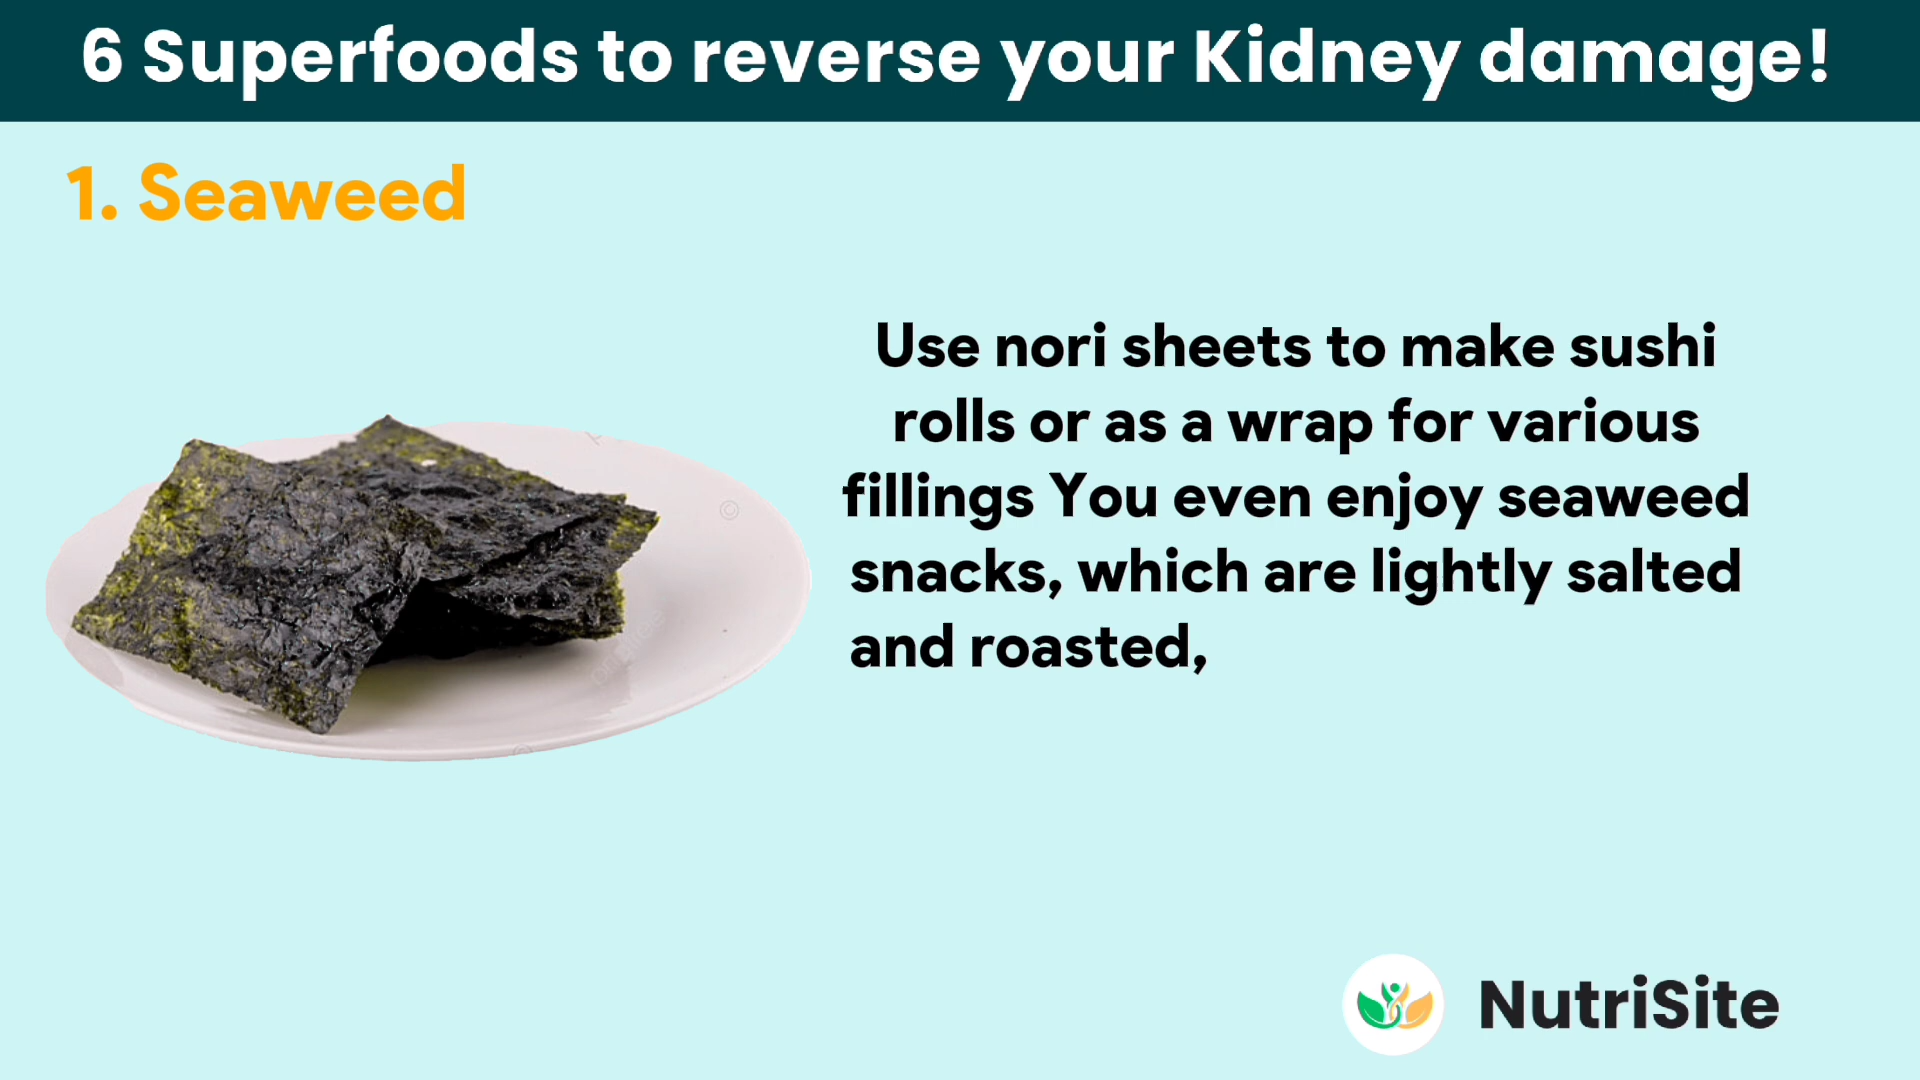 6 Superfoods to reverse your Kidney damage!
1. Seaweed
Use nori sheets to make sushi
rolls or as a wrap for various
fillings You even enjoy seaweed
snacks, which are lightly salted
and roasted,
NutriSite